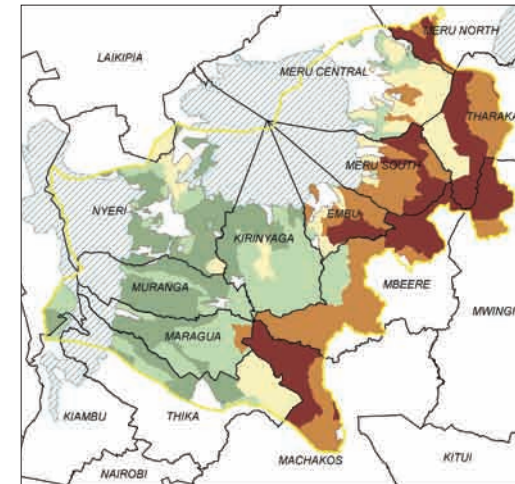 MERU NORTH
LAIKIPIA
MERU CENTRAL
THARAKA
MERU SOUTH
NYERI
EMBU
KIRINYAGA
MURANGA
MBEERE
MWINGI
MARAGUA
KIAMBU
THIKA
KITUI
NAIROBI
MACHAKOS